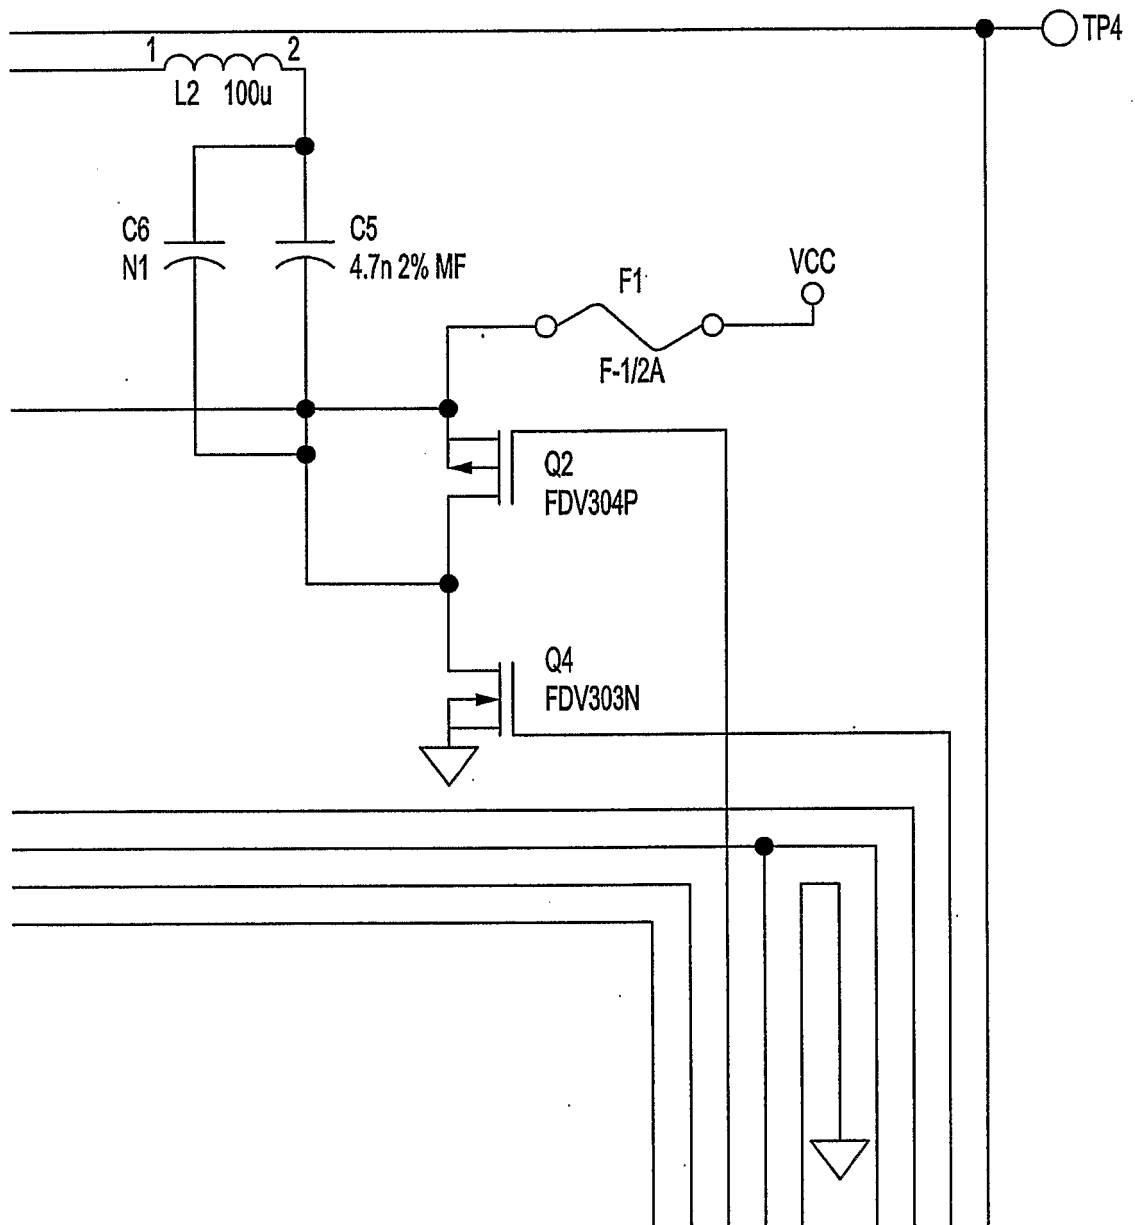 TP4
1 2
L2 100u
C6
N1
C5
4.7n 2% MF
F1
VCC
F-1/2A
Q2
FDV304P
Q4
FDV303N